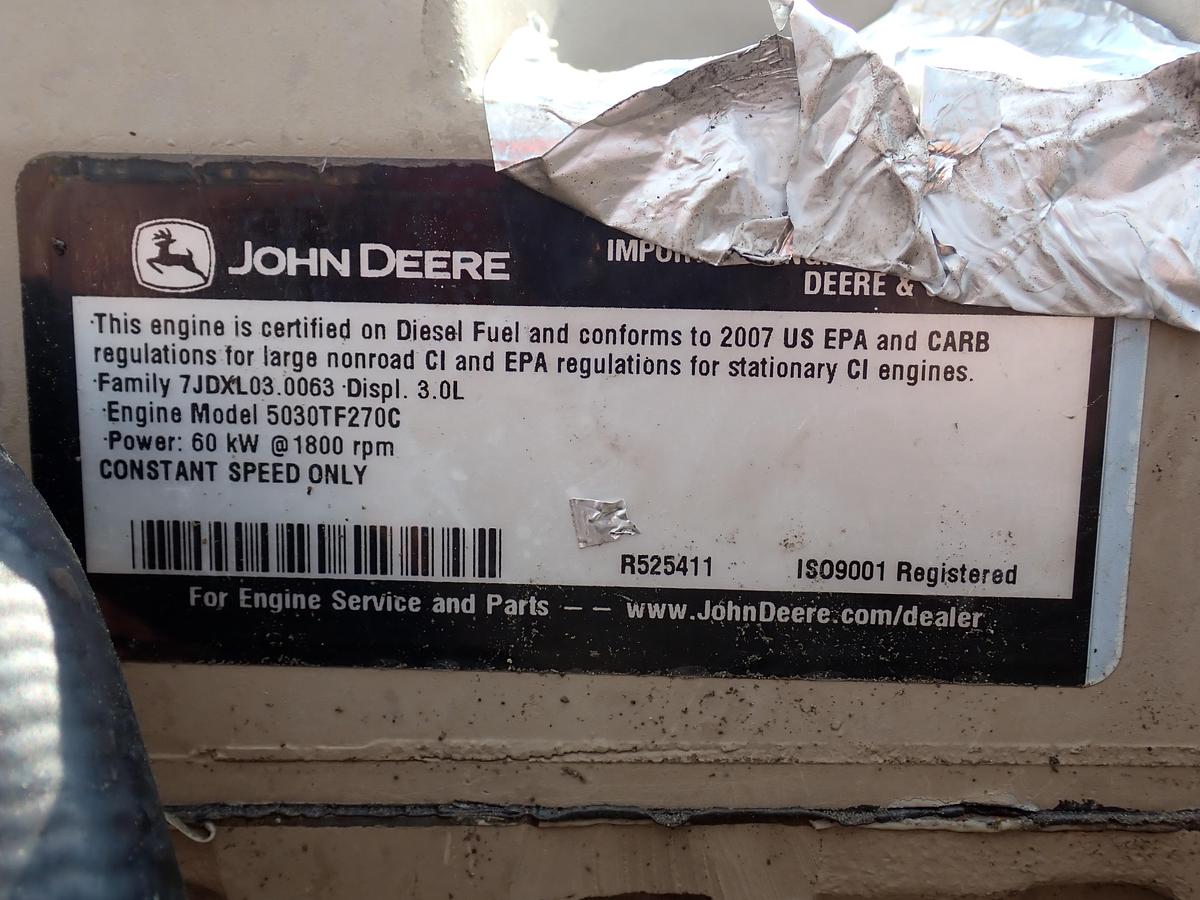 JOHN DEERE
DEERE &
·This engine is certified on Diesel Fuel and conforms to 2007 US EPA and CARB
regulations for large nonroad CI and EPA regulations for stationary CI engines.
·Family 7JDXL03.0063 ·Displ. 3.0L
·Engine Model 5030TF270C
·Power: 60 kW @1800 rpm
CONSTANT SPEED ONLY
R525411 ISO9001 Registered
For Engine Service and Parts – – www.JohnDeere.com/dealer